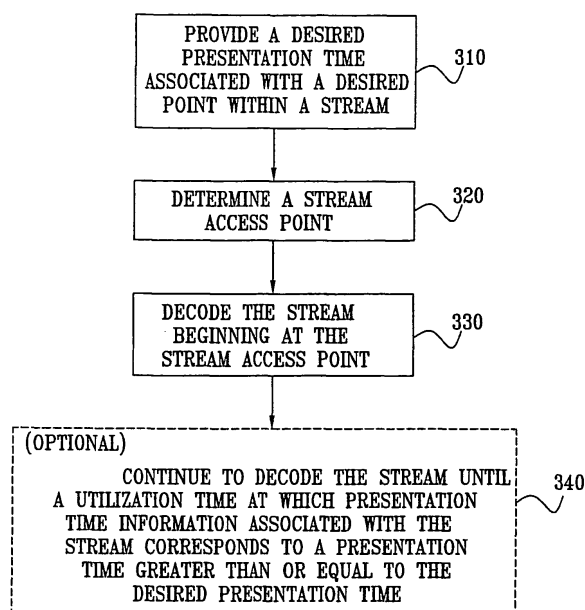 PROVIDE A DESIRED
PRESENTATION TIME
ASSOCIATED WITH A DESIRED
POINT WITHIN A STREAM
310
DETERMINE A STREAM
ACCESS POINT
320
DECODE THE STREAM
BEGINNING AT THE
STREAM ACCESS POINT
330
(OPTIONAL)
CONTINUE TO DECODE THE STREAM UNTIL
A UTILIZATION TIME AT WHICH PRESENTATION
TIME INFORMATION ASSOCIATED WITH THE
STREAM CORRESPONDS TO A PRESENTATION
TIME GREATER THAN OR EQUAL TO THE
DESIRED PRESENTATION TIME
340